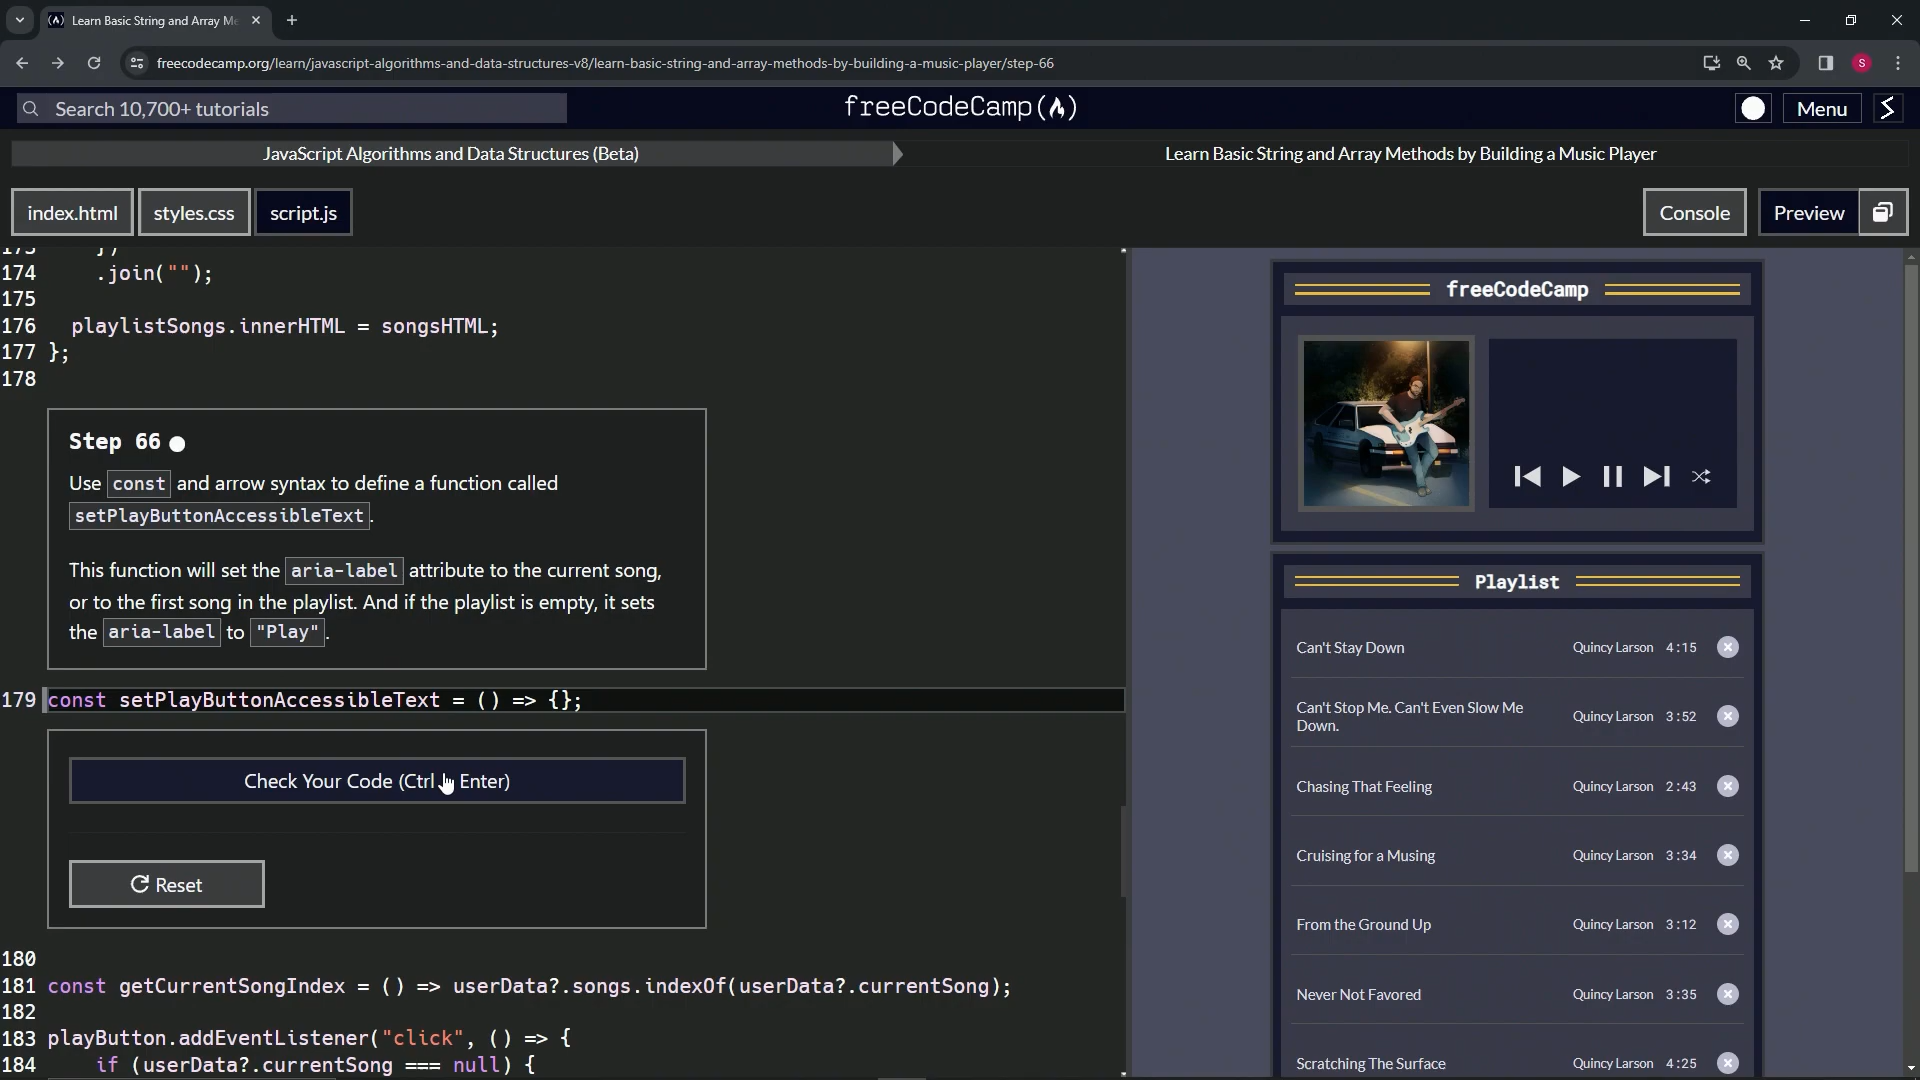 Learn Basic String and Array Me
freecodecamp.org/learn/javascript-algorithms-and-data-structures-v8/learn-basic-string-and-array-methods-by-building-a-music-player/step-66
S
Search 10,700+ tutorials
freeCodeCamp(🔥)
Menu
JavaScript Algorithms and Data Structures (Beta)
Learn Basic String and Array Methods by Building a Music Player
index.html
styles.css
script.js
Console
Preview
173 })
174 .join("");
175
176 playlistSongs.innerHTML = songsHTML;
177 };
178
Step 66
Use const and arrow syntax to define a function called
setPlayButtonAccessibleText.
This function will set the aria-label attribute to the current song,
or to the first song in the playlist. And if the playlist is empty, it sets
the aria-label to "Play".
179 const setPlayButtonAccessibleText = () => {};
Check Your Code (Ctrl Enter)
Reset
180
181 const getCurrentSongIndex = () => userData?.songs.indexOf(userData?.currentSong);
182
183 playButton.addEventListener("click", () => {
184 if (userData?.currentSong === null) {
freeCodeCamp
Playlist
Can't Stay Down Quincy Larson 4:15
Can't Stop Me. Can't Even Slow Me
Down. Quincy Larson 3:52
Chasing That Feeling Quincy Larson 2:43
Cruising for a Musing Quincy Larson 3:34
From the Ground Up Quincy Larson 3:12
Never Not Favored Quincy Larson 3:35
Scratching The Surface Quincy Larson 4:25